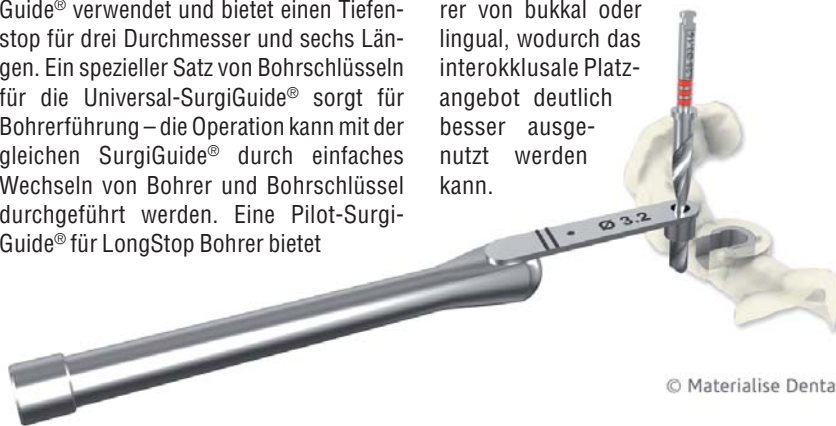 Guide® verwendet und bietet einen Tiefen-
stop für drei Durchmesser und sechs Län-
gen. Ein spezieller Satz von Bohrschlüsseln
für die Universal-SurgiGuide® sorgt für
Bohrerführung – die Operation kann mit der
gleichen SurgiGuide® durch einfaches
Wechseln von Bohrer und Bohrschlüssel
durchgeführt werden. Eine Pilot-Surgi-
Guide® für LongStop Bohrer bietet
rer von bukkal oder
lingual, wodurch das
interokklusale Platz-
angebot deutlich
besser ausge-
nutzt werden
kann.
Ø 3.2
© Materialise Denta